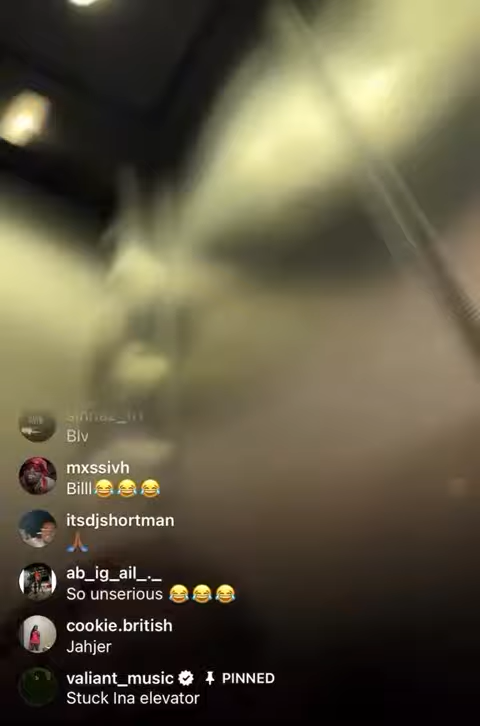 Blv
mxssivh
Billl😂😂😂
itsdjshortman
🙏🏾
ab_ig_ail_._
So unserious 😂😂😂
cookie.british
Jahjer
valiant_music PINNED
Stuck Ina elevator